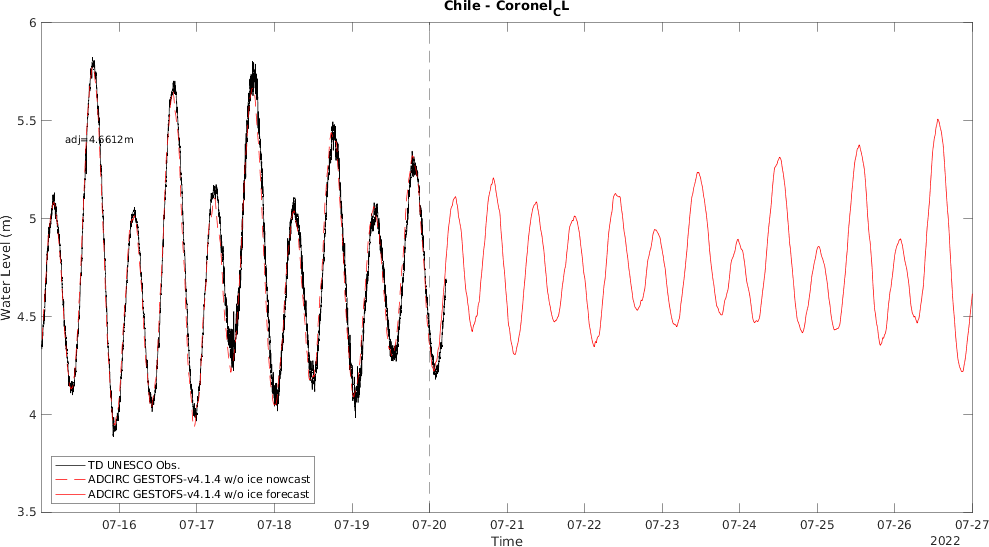 Chile - Coronel_CL
6
5.5
5
4.5
4
3.5
Water Level (m)
adj=4.6612m
TD UNESCO Obs.
ADCIRC GESTOFS-v4.1.4 w/o ice nowcast
ADCIRC GESTOFS-v4.1.4 w/o ice forecast
07-16 07-17 07-18 07-19 07-20 07-21 07-22 07-23 07-24 07-25 07-26 07-27
Time
2022